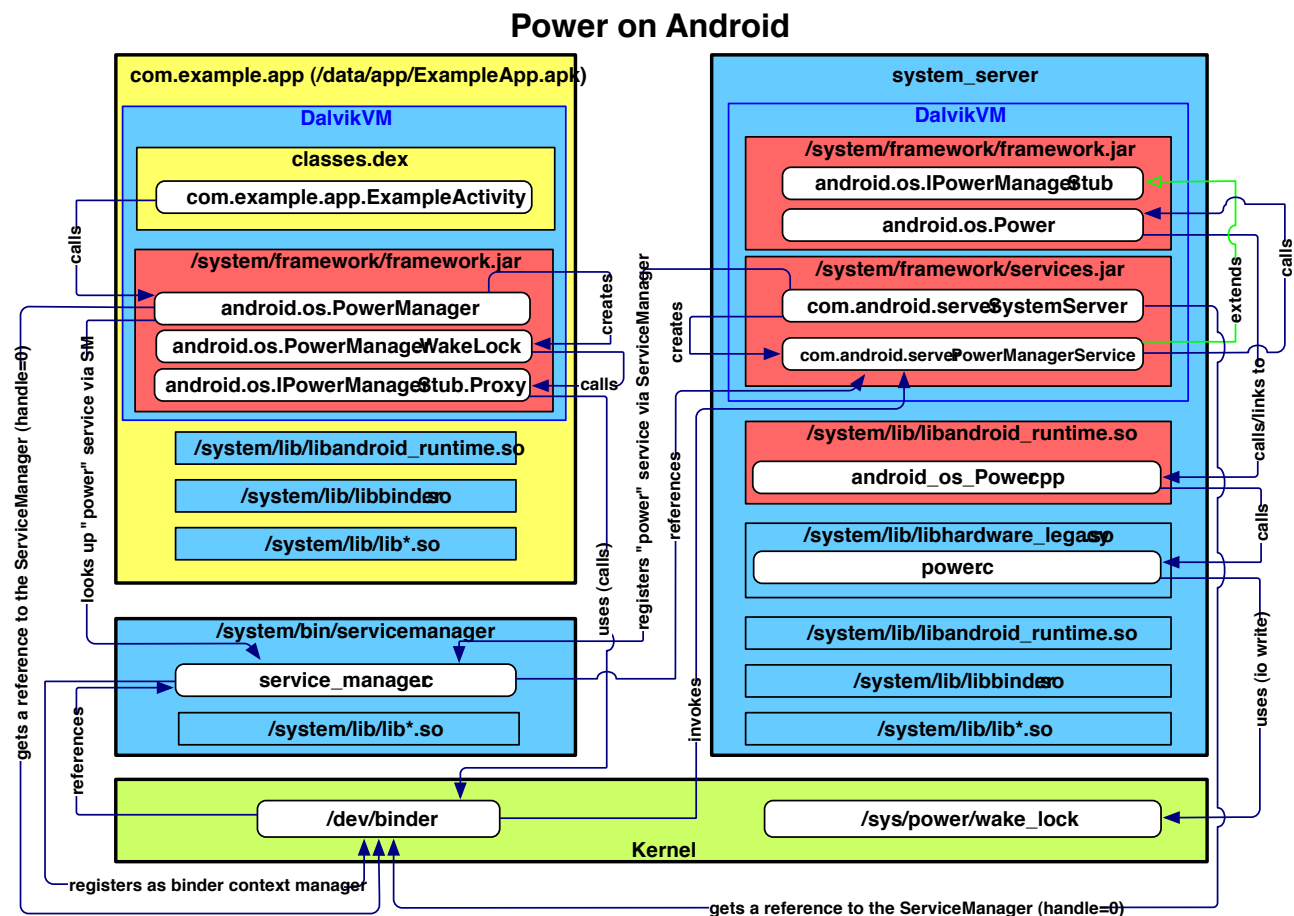 Power on Android
com.example.app (/data/app/ExampleApp.apk)
DalvikVM
classes.dex
com.example.app.ExampleActivity
calls
/system/framework/framework.jar
android.os.PowerManager
creates
android.os.PowerManager.WakeLock
android.os.IPowerManager.Stub.Proxy
calls
/system/lib/libandroid_runtime.so
/system/lib/libbinder.so
/system/lib/lib*.so
gets a reference to the ServiceManager (handle=0)
looks up "power" service via SM
uses (calls)
registers "power" service via ServiceManager
references
/system/bin/servicemanager
service_manager.c
/system/lib/lib*.so
references
system_server
DalvikVM
/system/framework/framework.jar
android.os.IPowerManager.Stub
android.os.Power
extends
calls
/system/framework/services.jar
com.android.server.SystemServer
creates
com.android.server.PowerManagerService
calls/links to
/system/lib/libandroid_runtime.so
android_os_Power.cpp
calls
/system/lib/libhardware_legacy.so
power.c
/system/lib/libandroid_runtime.so
/system/lib/libbinder.so
/system/lib/lib*.so
uses (io write)
invokes
/dev/binder
/sys/power/wake_lock
Kernel
registers as binder context manager
gets a reference to the ServiceManager (handle=0)